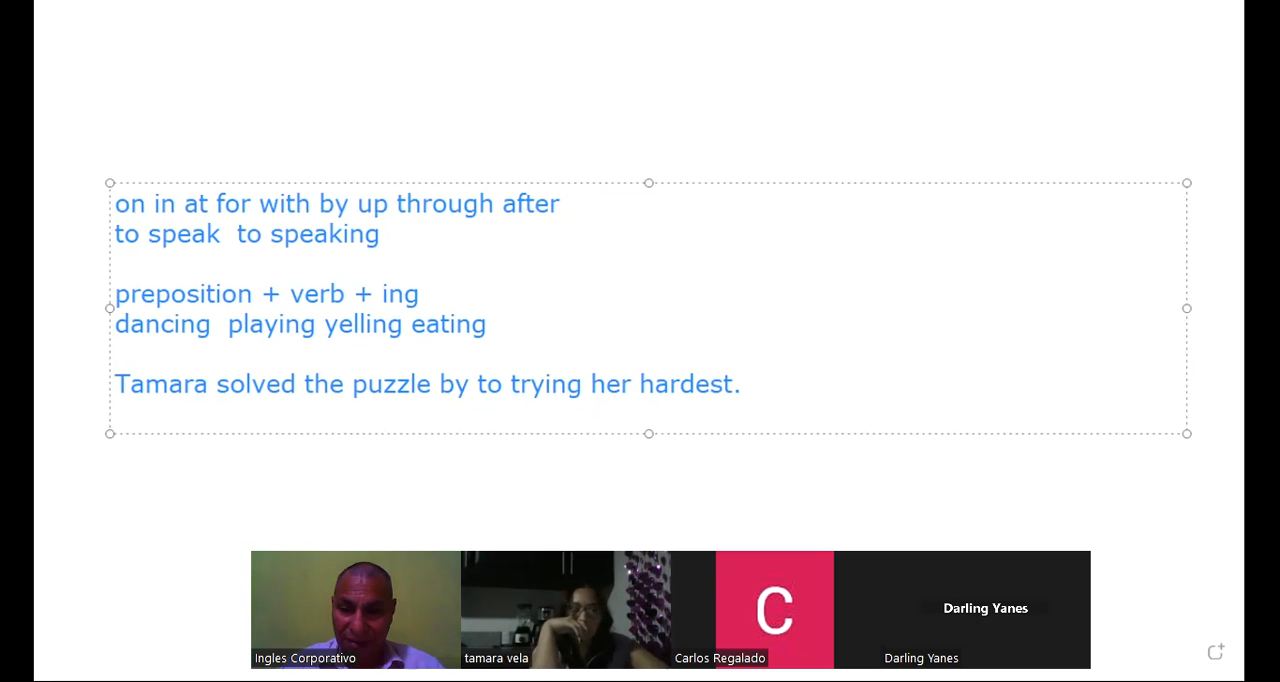 on in at for with by up through after
to speak  to speaking
preposition + verb + ing
dancing  playing yelling eating
Tamara solved the puzzle by to trying her hardest.
C
Darling Yanes
Ingles Corporativo
tamara vela
Carlos Regalado
Darling Yanes